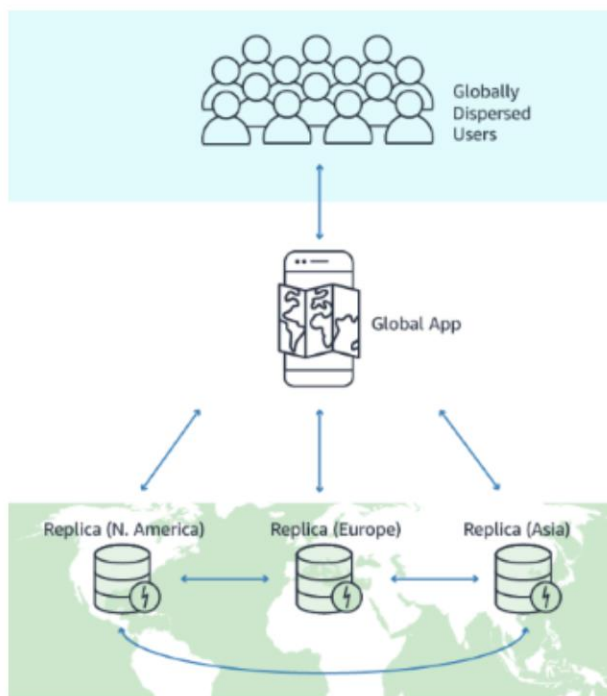 Globally
Dispersed
Users
Global App
Replica (N. America)
Replica (Europe)
Replica (Asia)